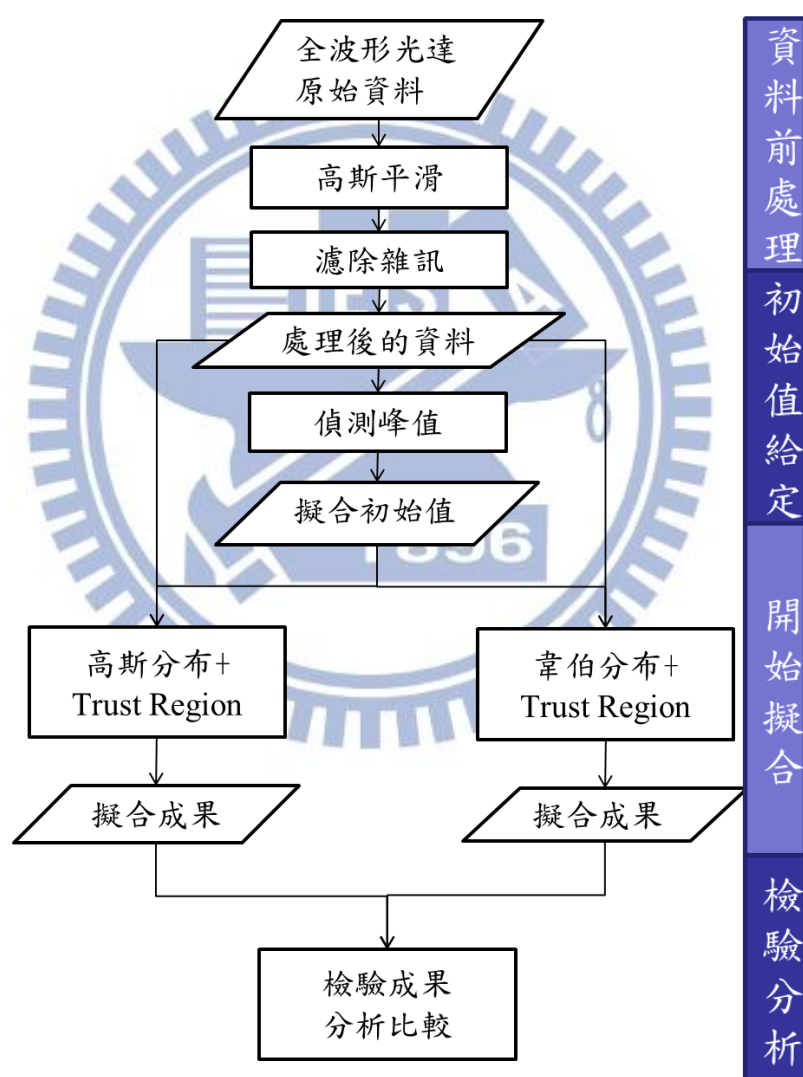 全波形光達
原始資料
高斯平滑
濾除雜訊
處理後的資料
偵測峰值
擬合初始值
1896
高斯分布+
Trust Region
韋伯分布+
Trust Region
擬合成果
擬合成果
檢驗成果
分析比較
資料前處理
初始值給定
開始擬合
檢驗分析